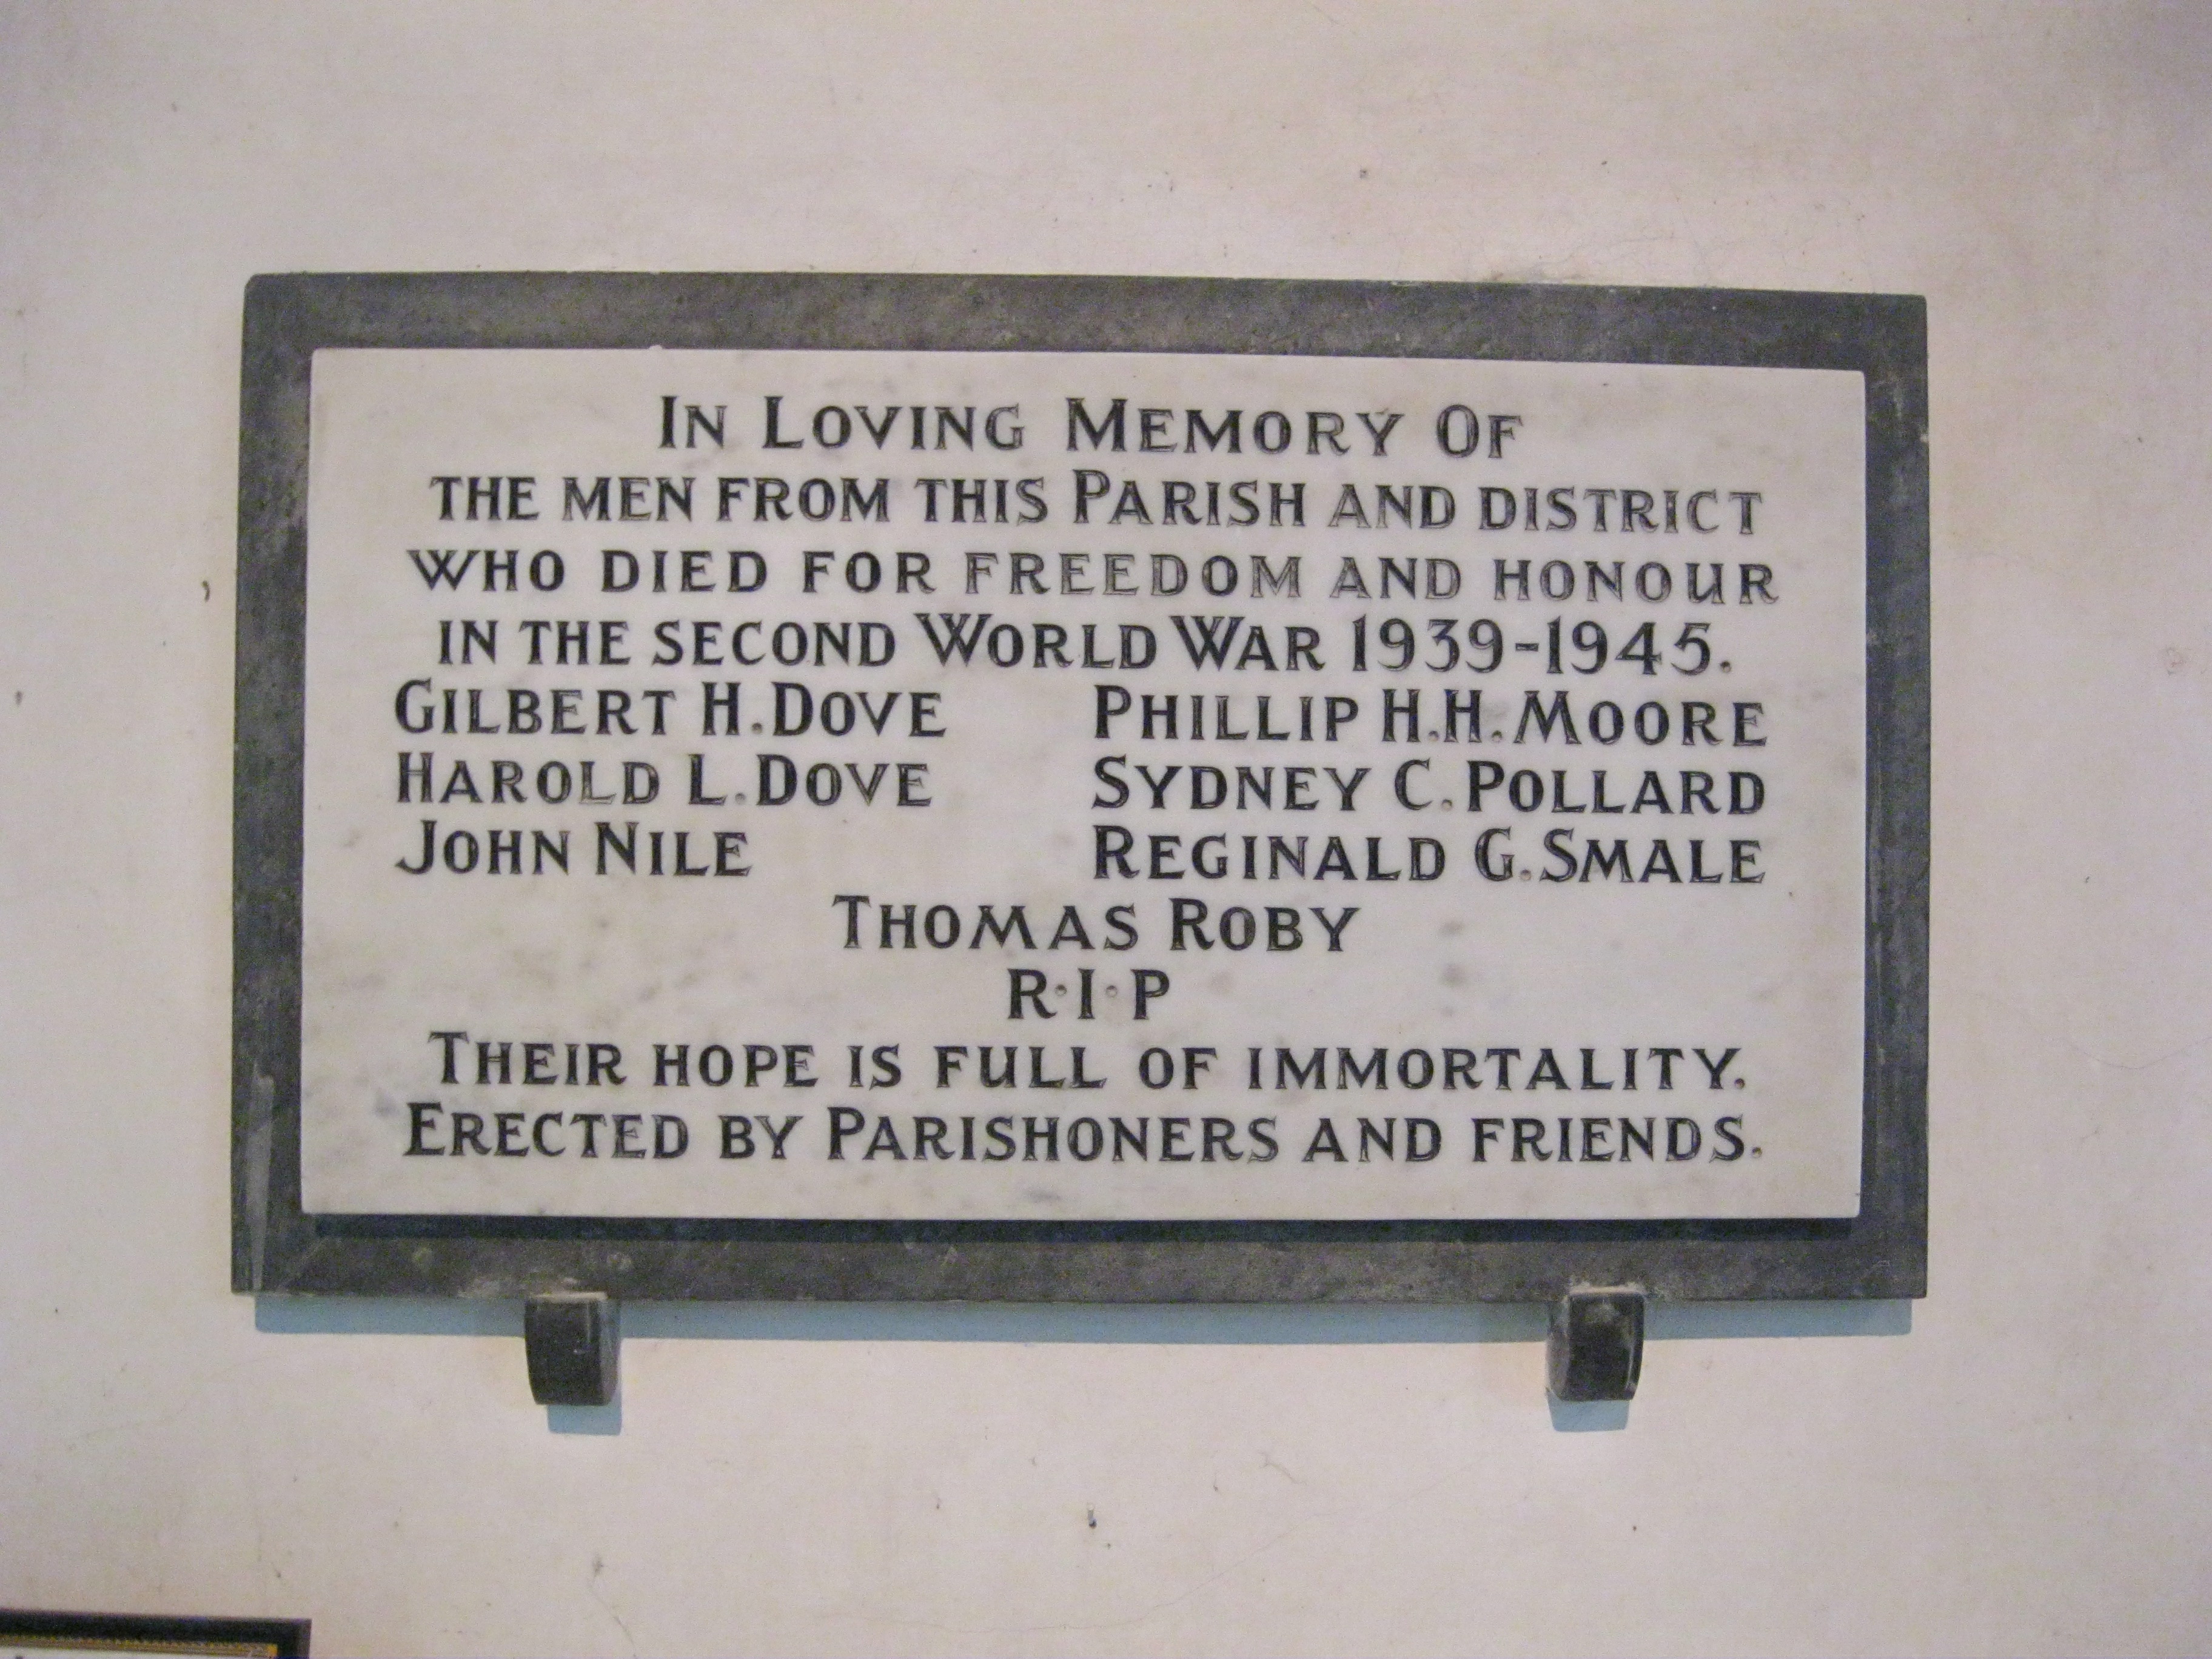 In Loving Memory Of
the men from this Parish and district
who died for freedom and honour
in the second World War 1939-1945.
Gilbert H. Dove Phillip H.H. Moore
Harold L. Dove Sydney C. Pollard
John Nile Reginald G. Smale
Thomas Roby
R·I·P
Their hope is full of immortality.
Erected by Parishoners and friends.